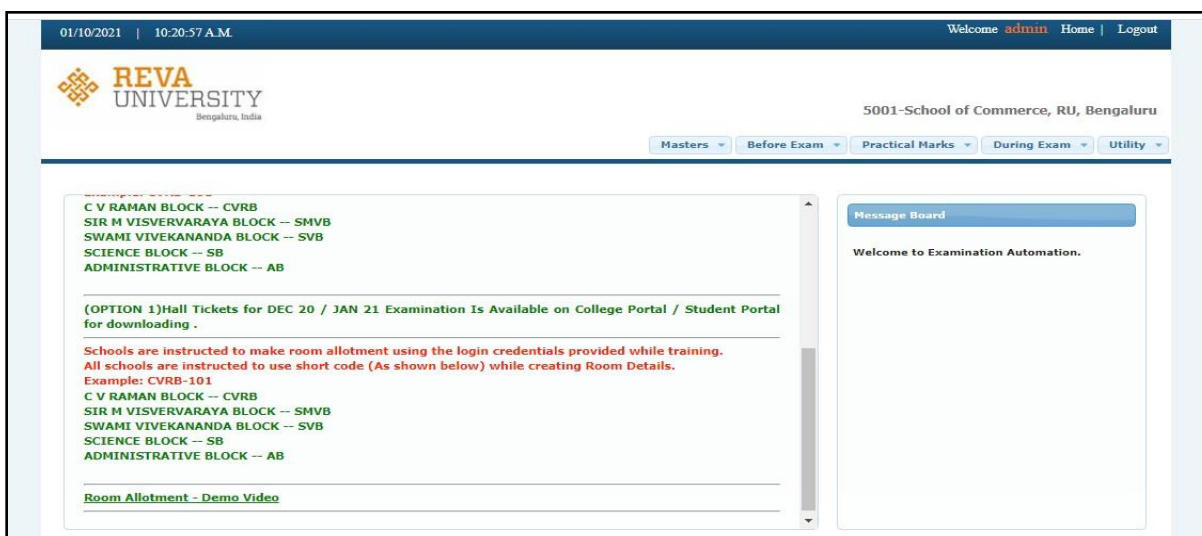 01/10/2021 | 10:20:57 A.M.
Welcome admin Home | Logout
REVA
UNIVERSITY
Bengaluru, India
5001-School of Commerce, RU, Bengaluru
Masters Before Exam Practical Marks During Exam Utility
C V RAMAN BLOCK -- CVRB
SIR M VISVERVARAYA BLOCK -- SMVB
SWAMI VIVEKANANDA BLOCK -- SVB
SCIENCE BLOCK -- SB
ADMINISTRATIVE BLOCK -- AB
(OPTION 1)Hall Tickets for DEC 20 / JAN 21 Examination Is Available on College Portal / Student Portal
for downloading .
Schools are instructed to make room allotment using the login credentials provided while training.
All schools are instructed to use short code (As shown below) while creating Room Details.
Example: CVRB-101
C V RAMAN BLOCK -- CVRB
SIR M VISVERVARAYA BLOCK -- SMVB
SWAMI VIVEKANANDA BLOCK -- SVB
SCIENCE BLOCK -- SB
ADMINISTRATIVE BLOCK -- AB
Room Allotment - Demo Video
Message Board
Welcome to Examination Automation.